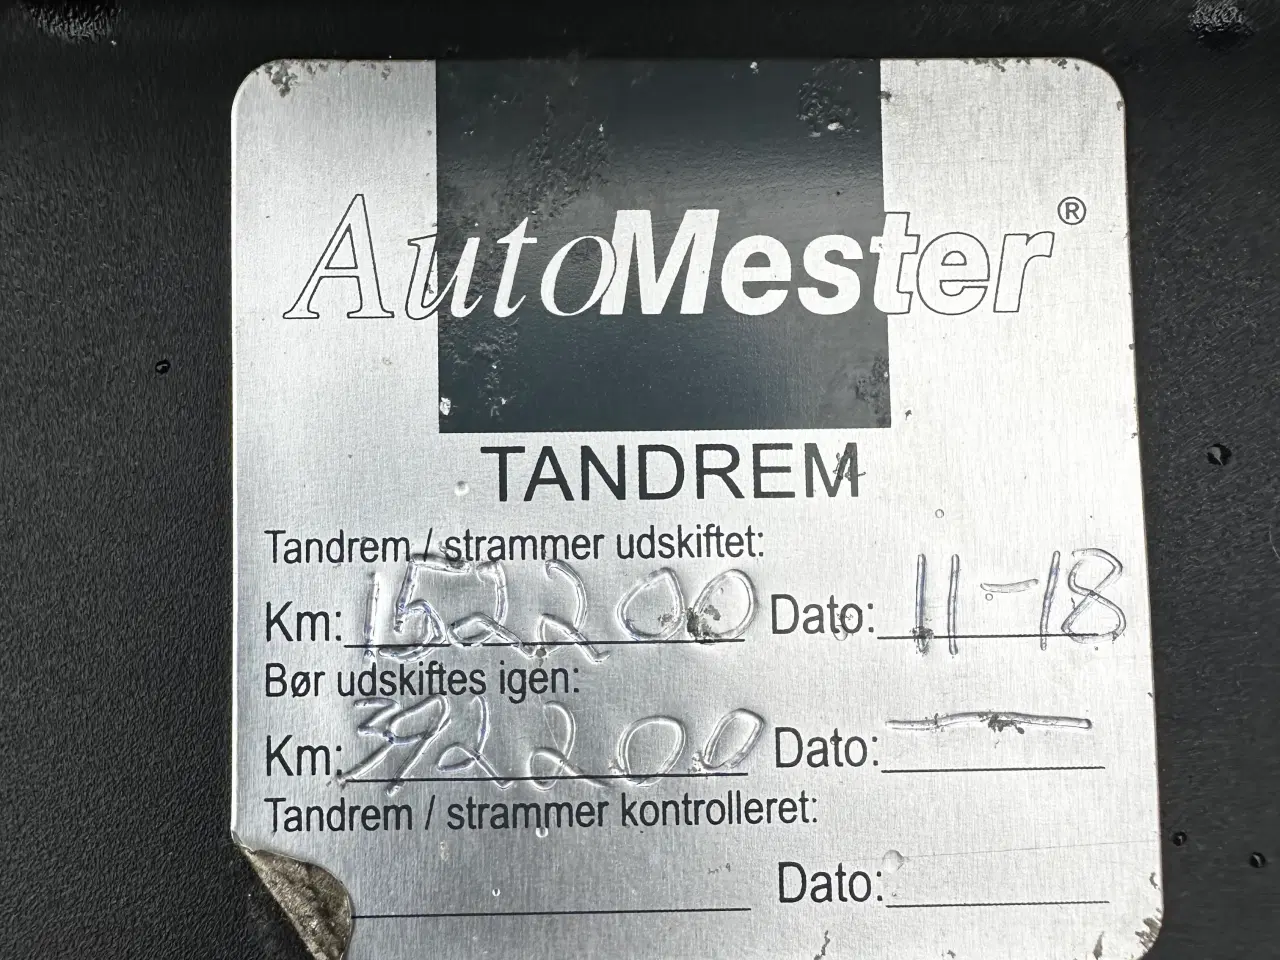 AutoMester®
TANDREM
Tandrem / strammer udskiftet:
Km: 152200 Dato: 11-18
Bør udskiftes igen:
Km: 392200 Dato: —
Tandrem / strammer kontrolleret:
Dato: